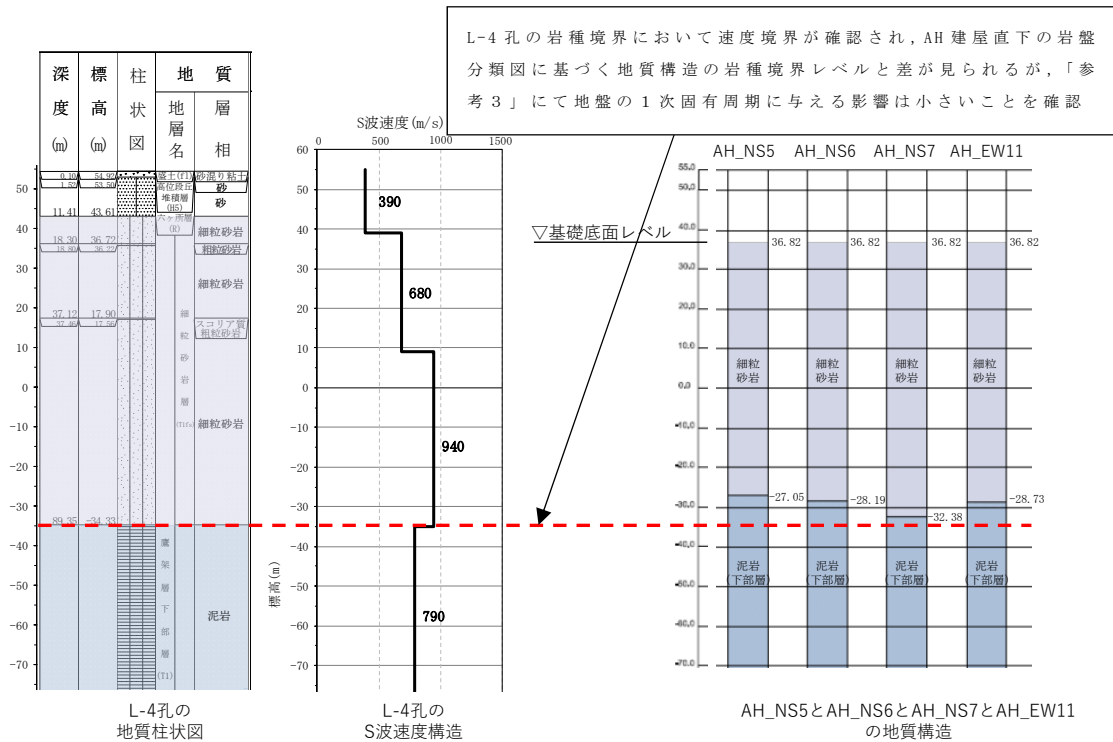 L-4孔の岩種境界において速度境界が確認され，AH建屋直下の岩盤
分類図に基づく地質構造の岩種境界レベルと差が見られるが，「参
考３」にて地盤の１次固有周期に与える影響は小さいことを確認
深度(m)
標高(m)
柱状図
地質
地層名
層相
0.10 54.92
1.52 53.50
11.41 43.61
18.30 36.72
18.80 36.22
37.12 17.90
37.46 17.56
89.35 -34.33
盛土(f1)
高位段丘
堆積層
(H5)
六ヶ所層
(R)
細粒砂岩層
(T1fs)
鷹架層下部層
(T1)
砂混り粘土
砂
砂
細粒砂岩
粗粒砂岩
細粒砂岩
スコリア質
粗粒砂岩
細粒砂岩
泥岩
50
40
30
20
10
0
-10
-20
-30
-40
-50
-60
-70
L-4孔の
地質柱状図
S波速度(m/s)
0 500 1000 1500
60
50
40
30
20
10
0
-10
-20
-30
-40
-50
-60
-70
標高(m)
390
680
940
790
L-4孔の
S波速度構造
▽基礎底面レベル
AH_NS5 AH_NS6 AH_NS7 AH_EW11
55.0
50.0
40.0
30.0
20.0
10.0
0.0
-10.0
-20.0
-30.0
-40.0
-50.0
-60.0
-70.0
36.82 36.82 36.82 36.82
細粒
砂岩
細粒
砂岩
細粒
砂岩
細粒
砂岩
-27.05
-28.19
-32.38
-28.73
泥岩
(下部層)
泥岩
(下部層)
泥岩
(下部層)
泥岩
(下部層)
AH_NS5とAH_NS6とAH_NS7とAH_EW11
の地質構造